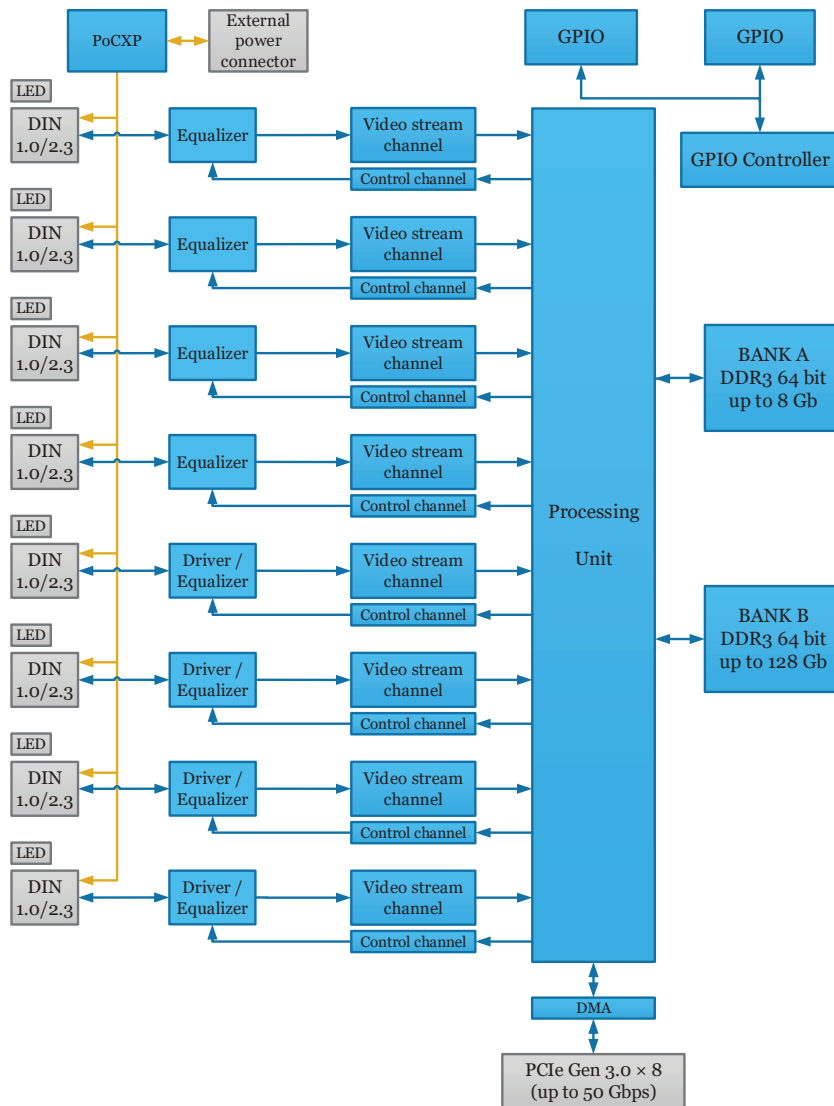 PoCXP
External
power
connector
GPIO
GPIO
GPIO Controller
LED
DIN
1.0/2.3
Equalizer
Video stream
channel
Control channel
LED
DIN
1.0/2.3
Equalizer
Video stream
channel
Control channel
LED
DIN
1.0/2.3
Equalizer
Video stream
channel
Control channel
LED
DIN
1.0/2.3
Equalizer
Video stream
channel
Control channel
LED
DIN
1.0/2.3
Driver /
Equalizer
Video stream
channel
Control channel
LED
DIN
1.0/2.3
Driver /
Equalizer
Video stream
channel
Control channel
LED
DIN
1.0/2.3
Driver /
Equalizer
Video stream
channel
Control channel
LED
DIN
1.0/2.3
Driver /
Equalizer
Video stream
channel
Control channel
Processing
Unit
BANK A
DDR3 64 bit
up to 8 Gb
BANK B
DDR3 64 bit
up to 128 Gb
DMA
PCIe Gen 3.0 × 8
(up to 50 Gbps)